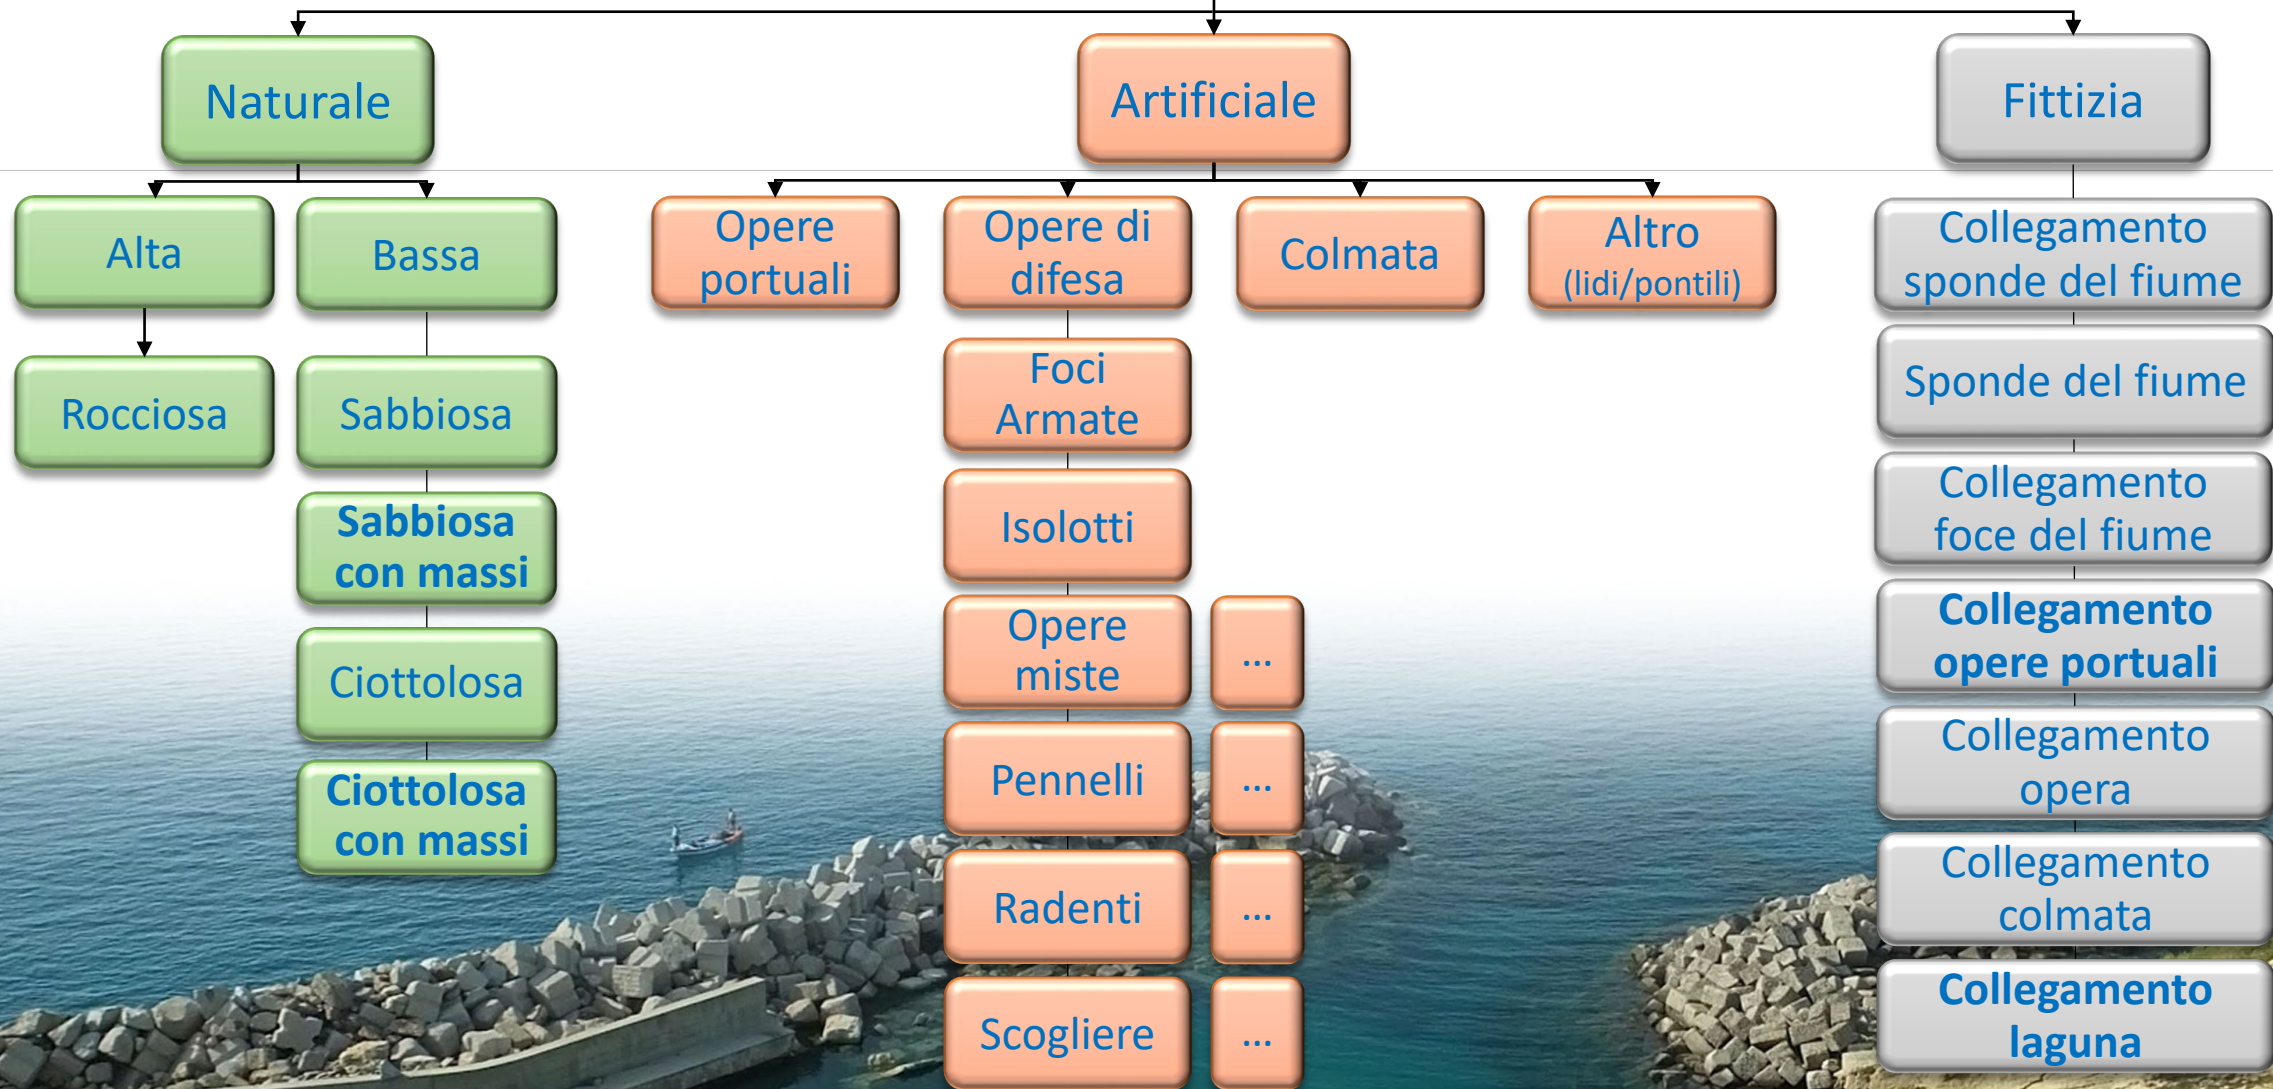 Naturale
Artificiale
Fittizia
Alta
Bassa
Opere
portuali
Opere di
difesa
Colmata
Altro
(lidi/pontili)
Collegamento
sponde del fiume
Rocciosa
Sabbiosa
Foci
Armate
Sponde del fiume
Sabbiosa
con massi
Isolotti
Collegamento
foce del fiume
Ciottolosa
Opere
miste
...
Collegamento
opere portuali
Ciottolosa
con massi
Pennelli
...
Collegamento
opera
Radenti
...
Collegamento
colmata
Scogliere
...
Collegamento
laguna